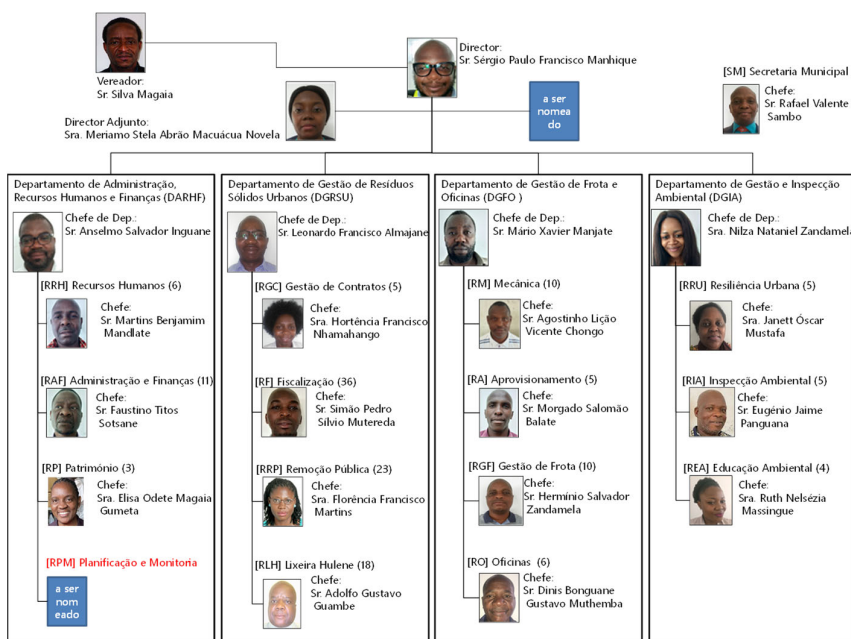 Vereador:
Sr. Silva Magaia
Director:
Sr. Sérgio Paulo Francisco Manhique
Director Adjunto:
Sra. Meriamo Stela Abrão Macuácua Novela
a ser
nomea
do
[SM] Secretaria Municipal
Chefe:
Sr. Rafael Valente
Sambo
Departamento de Administração,
Recursos Humanos e Finanças (DARHF)
Chefe de Dep.:
Sr. Anselmo Salvador Inguane
[RRH] Recursos Humanos (6)
Chefe:
Sr. Martins Benjamim
Mandlate
[RAF] Administração e Finanças (11)
Chefe:
Sr. Faustino Titos
Sotsane
[RP] Património (3)
Chefe:
Sra. Elisa Odete Magaia
Gumeta
[RPM] Planificação e Monitoria
a ser
nom
eado
Departamento de Gestão de Resíduos
Sólidos Urbanos (DGRSU)
Chefe de Dep.:
Sr. Leonardo Francisco Almajane
[RGC] Gestão de Contratos (5)
Chefe:
Sra. Hortência Francisco
Nhamahango
[RF] Fiscalização (36)
Chefe:
Sr. Simão Pedro
Sílvio Mutereda
[RRP] Remoção Pública (23)
Chefe:
Sra. Florência Francisco
Martins
[RLH] Lixeira Hulene (18)
Chefe:
Sr. Adolfo Gustavo
Guambe
Departamento de Gestão de Frota e
Oficinas (DGFO )
Chefe de Dep.:
Sr. Mário Xavier Manjate
[RM] Mecânica (10)
Chefe:
Sr. Agostinho Lição
Vicente Chongo
[RA] Aprovisionamento (5)
Chefe:
Sr. Morgado Salomão
Balate
[RGF] Gestão de Frota (10)
Chefe:
Sr. Hermínio Salvador
Zandamela
[RO] Oficinas (6)
Chefe:
Sr. Dinis Bonguane
Gustavo Muthemba
Departamento de Gestão e Inspecção
Ambiental (DGIA)
Chefe de Dep.:
Sra. Nilza Nataniel Zandamela
[RRU] Resiliência Urbana (5)
Chefe:
Sra. Janett Óscar
Mustafa
[RIA] Inspecção Ambiental (5)
Chefe:
Sr. Eugénio Jaime
Panguana
[REA] Educação Ambiental (4)
Chefe:
Sra. Ruth Nelsézia
Massingue